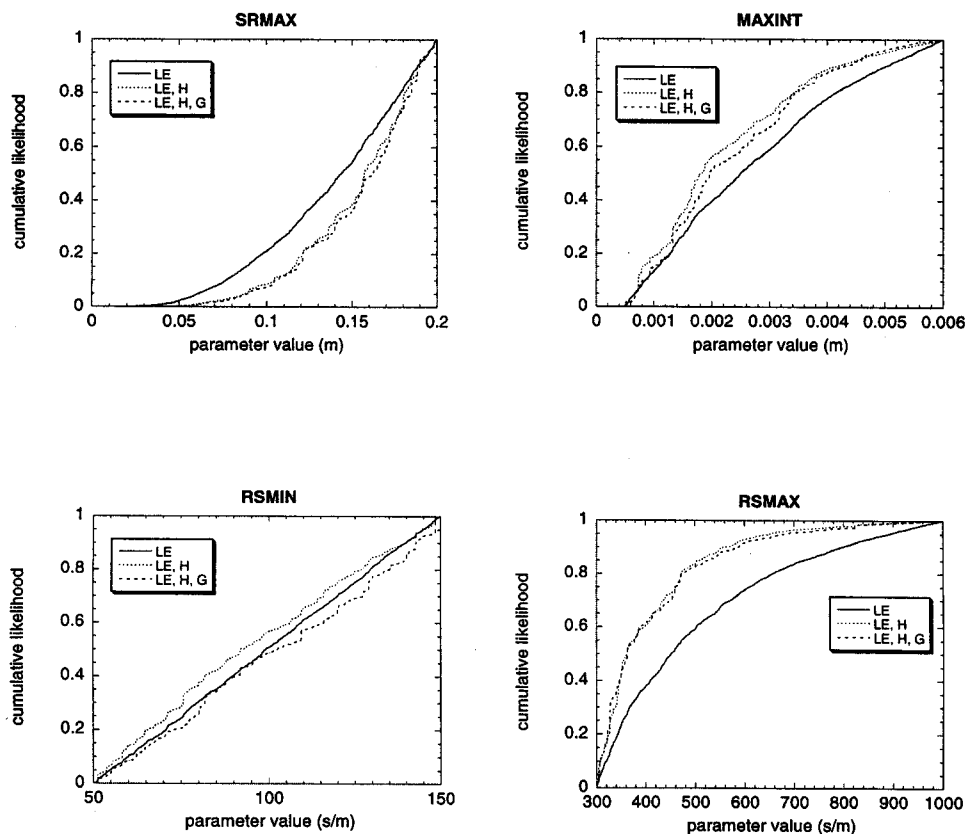 SRMAX
1
0.8
0.6
0.4
0.2
0
cumulative likelihood
LE
LE, H
LE, H, G
0
0.05
0.1
0.15
0.2
parameter value (m)
MAXINT
1
0.8
0.6
0.4
0.2
0
cumulative likelihood
LE
LE, H
LE, H, G
0
0.001
0.002
0.003
0.004
0.005
0.006
parameter value (m)
RSMIN
1
0.8
0.6
0.4
0.2
0
cumulative likelihood
LE
LE, H
LE, H, G
50
100
150
parameter value (s/m)
RSMAX
1
0.8
0.6
0.4
0.2
0
cumulative likelihood
LE
LE, H
LE, H, G
300
400
500
600
700
800
900
1000
parameter value (s/m)